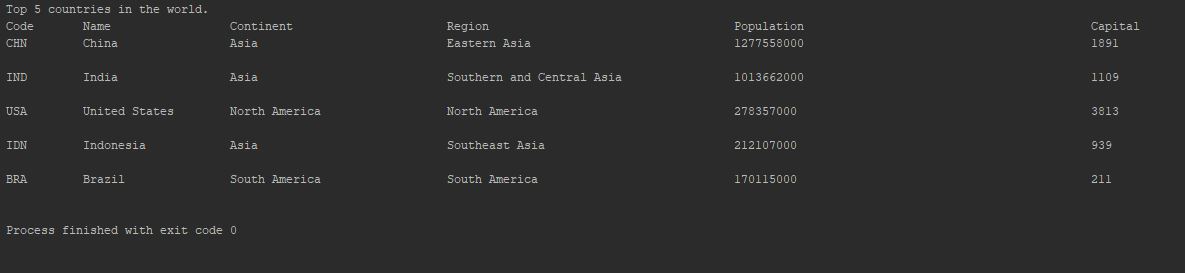 Top 5 countries in the world.
Code Name Continent Region Population Capital
CHN China Asia Eastern Asia 1277558000 1891
IND India Asia Southern and Central Asia 1013662000 1109
USA United States North America North America 278357000 3813
IDN Indonesia Asia Southeast Asia 212107000 939
BRA Brazil South America South America 170115000 211
Process finished with exit code 0